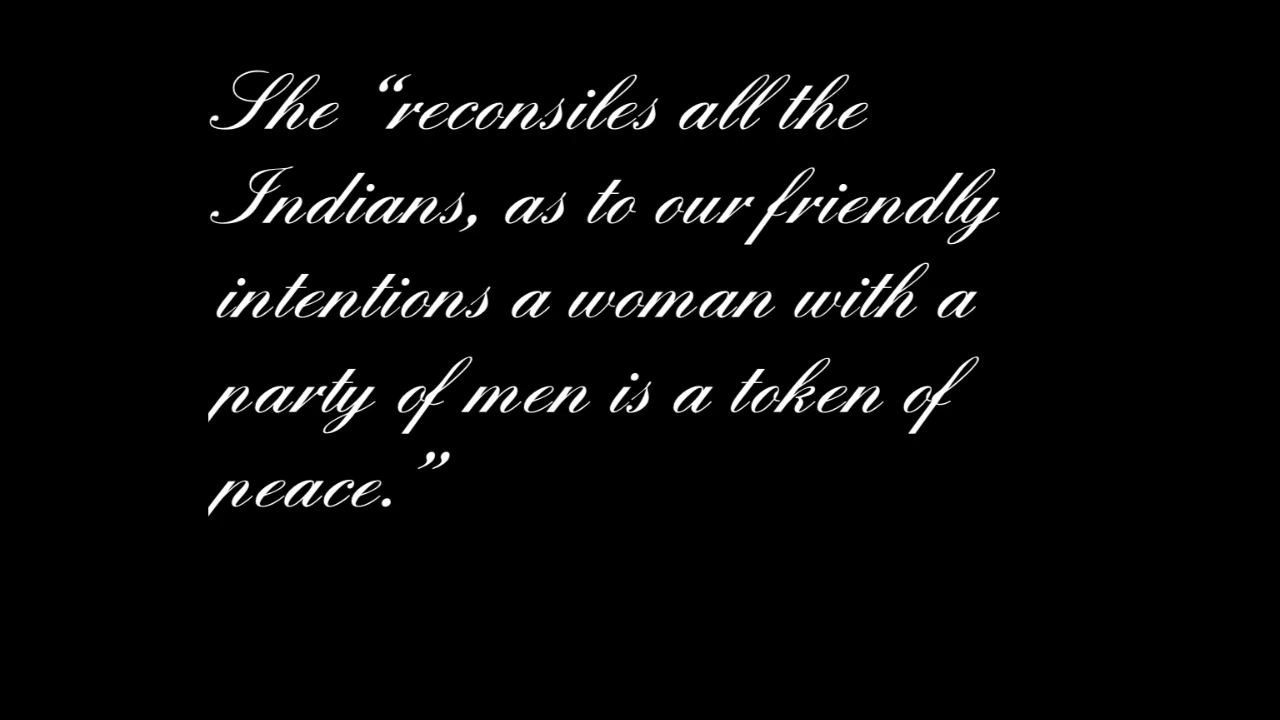 She “reconsiles all the
Indians, as to our friendly
intentions a woman with a
party of men is a token of
peace.”